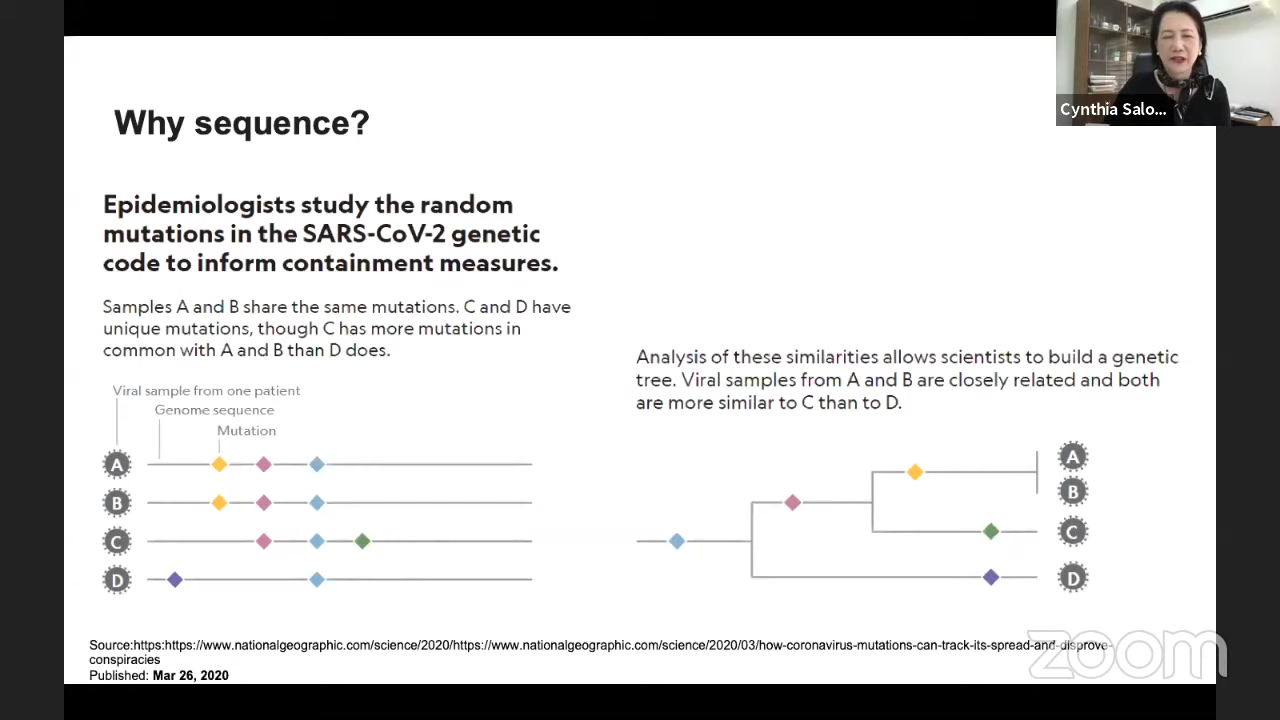 Cynthia Salo...
Why sequence?
Epidemiologists study the random
mutations in the SARS-CoV-2 genetic
code to inform containment measures.
Samples A and B share the same mutations. C and D have
unique mutations, though C has more mutations in
common with A and B than D does.
Viral sample from one patient
Genome sequence
Mutation
A
B
C
D
Analysis of these similarities allows scientists to build a genetic
tree. Viral samples from A and B are closely related and both
are more similar to C than to D.
A
B
C
D
Source:https:https://www.nationalgeographic.com/science/2020/https://www.nationalgeographic.com/science/2020/03/how-coronavirus-mutations-can-track-its-spread-and-disprove-
conspiracies
Published: Mar 26, 2020
zoom